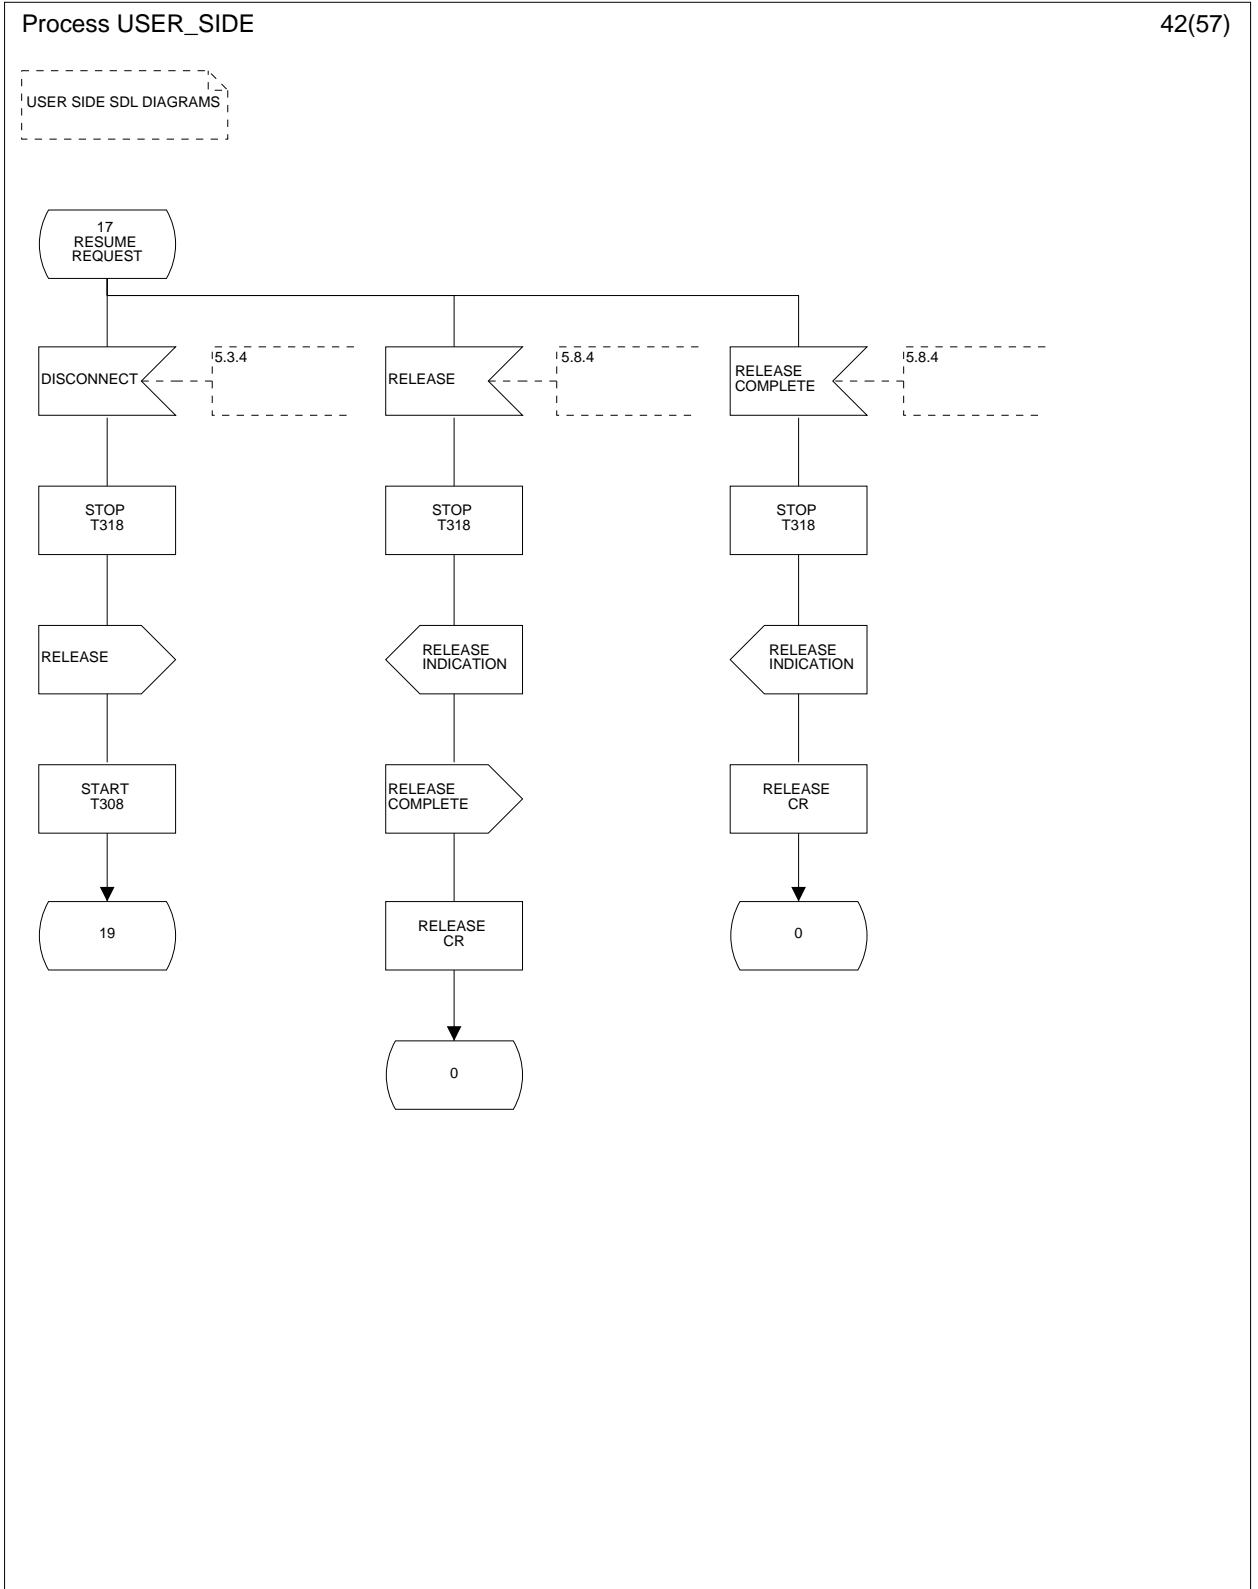 Process USER_SIDE
42(57)
USER SIDE SDL DIAGRAMS
17
RESUME
REQUEST
DISCONNECT
5.3.4
RELEASE
5.8.4
RELEASE
COMPLETE
5.8.4
STOP
T318
STOP
T318
STOP
T318
RELEASE
RELEASE
INDICATION
RELEASE
INDICATION
START
T308
RELEASE
COMPLETE
RELEASE
CR
19
RELEASE
CR
0
0